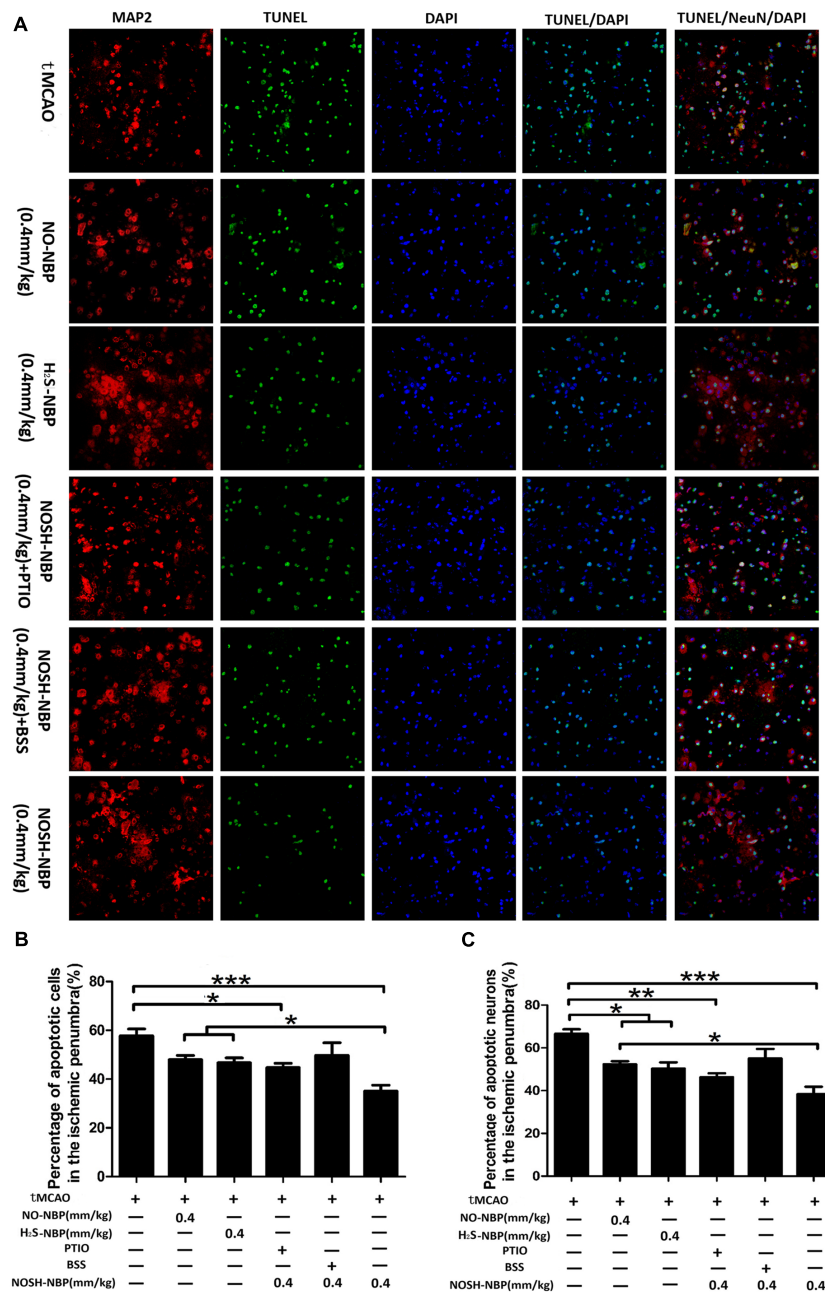 A
MAP2 TUNEL DAPI TUNEL/DAPI TUNEL/NeuN/DAPI
tMCAO
NO-NBP
(0.4mm/kg)
H₂S-NBP
(0.4mm/kg)
NOSH-NBP
(0.4mm/kg)+PTIO
NOSH-NBP
(0.4mm/kg)+BSS
NOSH-NBP
(0.4mm/kg)
B
Percentage of apoptotic cells
in the ischemic penumbra(%)
80
60
40
20
0
***
*
*
tMCAO + + + + + +
NO-NBP(mm/kg) — 0.4 — — — —
H₂S-NBP(mm/kg) — — 0.4 — — —
PTIO — — — + — —
BSS — — — — + —
NOSH-NBP(mm/kg) — — — 0.4 0.4 0.4
C
Percentage of apoptotic neurons
in the ischemic penumbra(%)
80
60
40
20
0
***
**
*
*
tMCAO + + + + + +
NO-NBP(mm/kg) — 0.4 — — — —
H₂S-NBP(mm/kg) — — 0.4 — — —
PTIO — — — + — —
BSS — — — — + —
NOSH-NBP(mm/kg) — — — 0.4 0.4 0.4